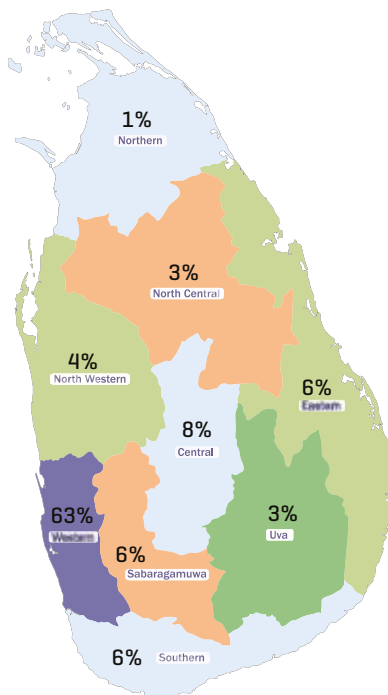 1%
Northern
3%
North Central
4%
North Western
6%
8%
Central
63%
3%
Uva
6%
Sabaragamuwa
6%
Southern